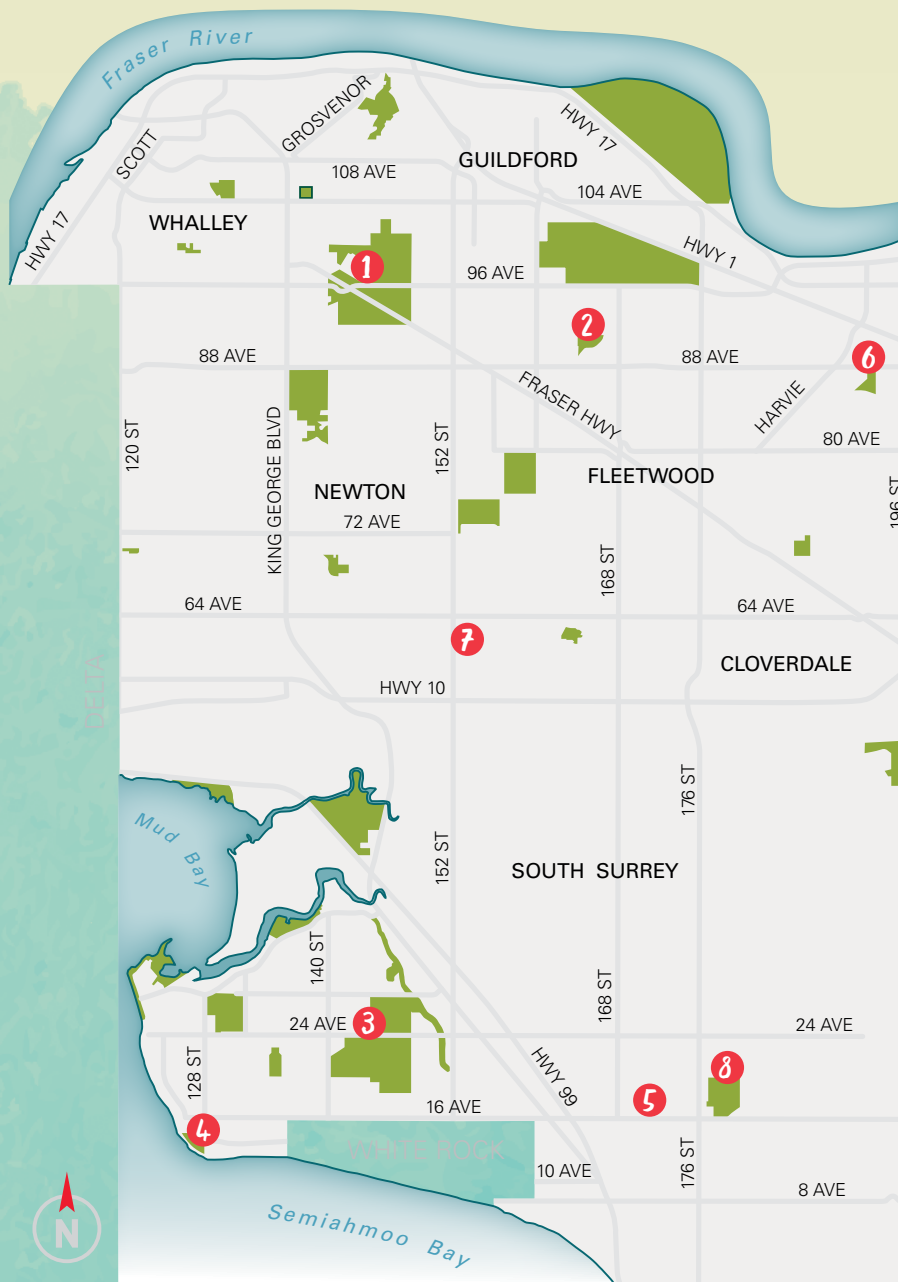 Fraser River
GROSVENOR
HWY 17
SCOTT
GUILDFORD
108 AVE
104 AVE
WHALLEY
HWY 17
HWY 1
1
96 AVE
2
88 AVE
88 AVE
6
FRASER HWY
HARVIE
120 ST
KING GEORGE BLVD
152 ST
80 AVE
FLEETWOOD
NEWTON
196 ST
72 AVE
168 ST
64 AVE
64 AVE
7
CLOVERDALE
DELTA
HWY 10
176 ST
Mud Bay
152 ST
SOUTH SURREY
140 ST
168 ST
24 AVE
3
24 AVE
128 ST
HWY 99
8
5
16 AVE
4
WHITE ROCK
10 AVE
176 ST
8 AVE
N
Semiahmoo Bay